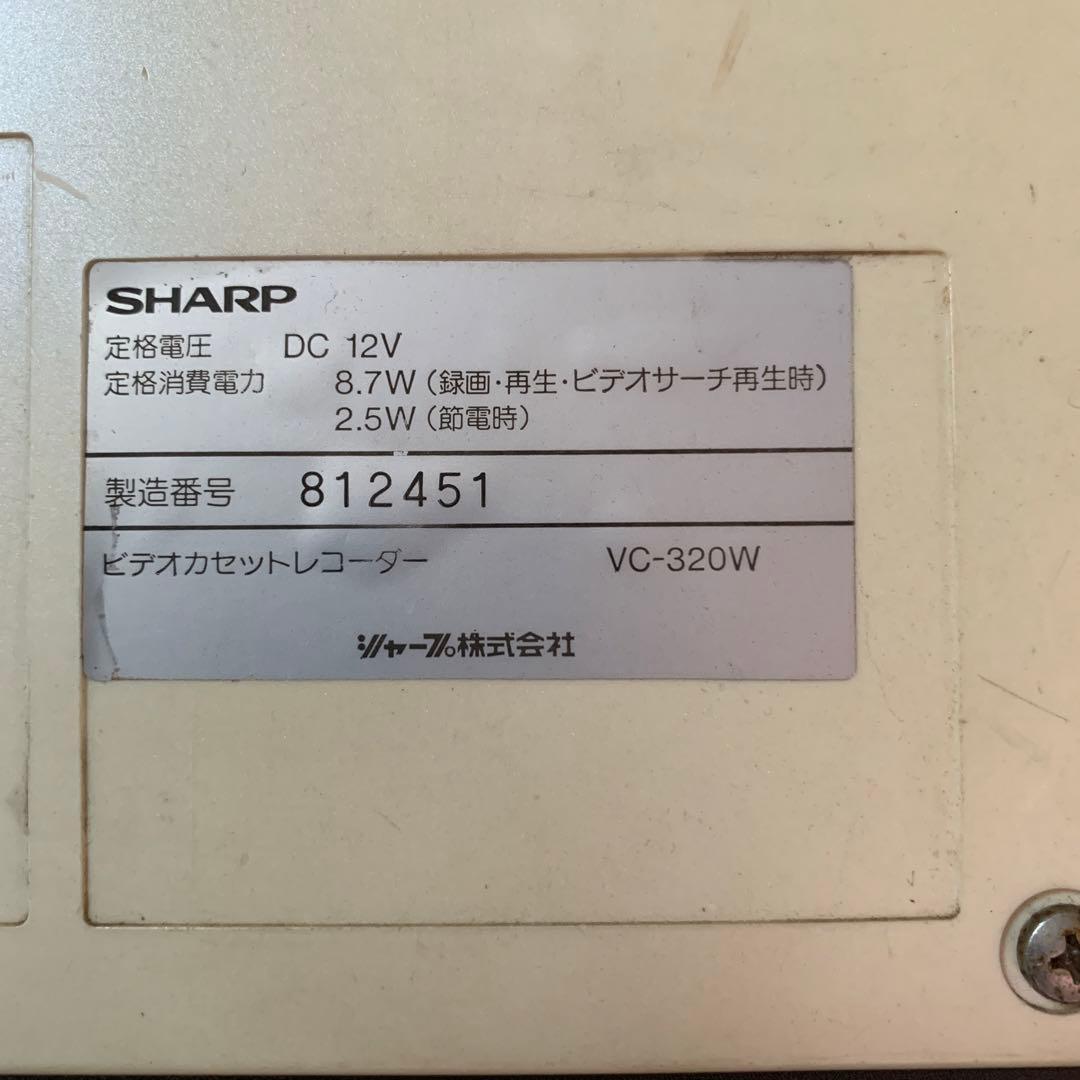 SHARP
定格電圧 DC 12V
定格消費電力 8.7W (録画・再生・ビデオサーチ再生時)
2.5W (節電時)
製造番号 812451
ビデオカセットレコーダー VC-320W
シャープ株式会社